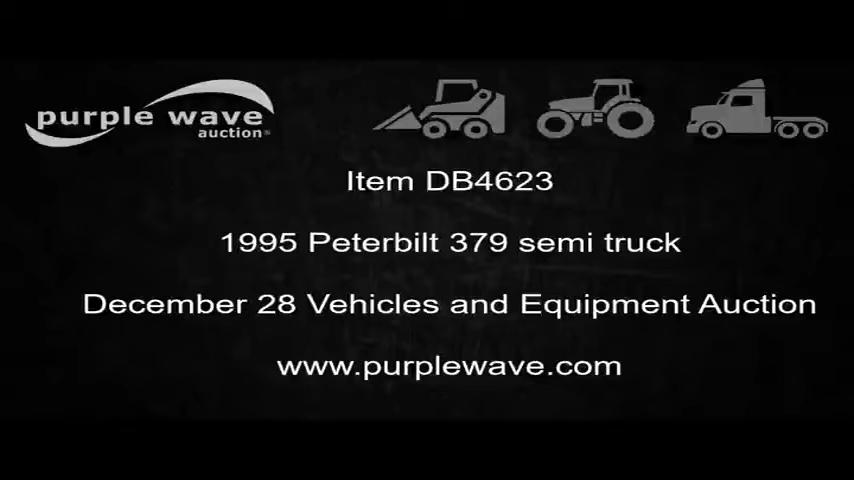 purple wave
auction®
Item DB4623
1995 Peterbilt 379 semi truck
December 28 Vehicles and Equipment Auction
www.purplewave.com